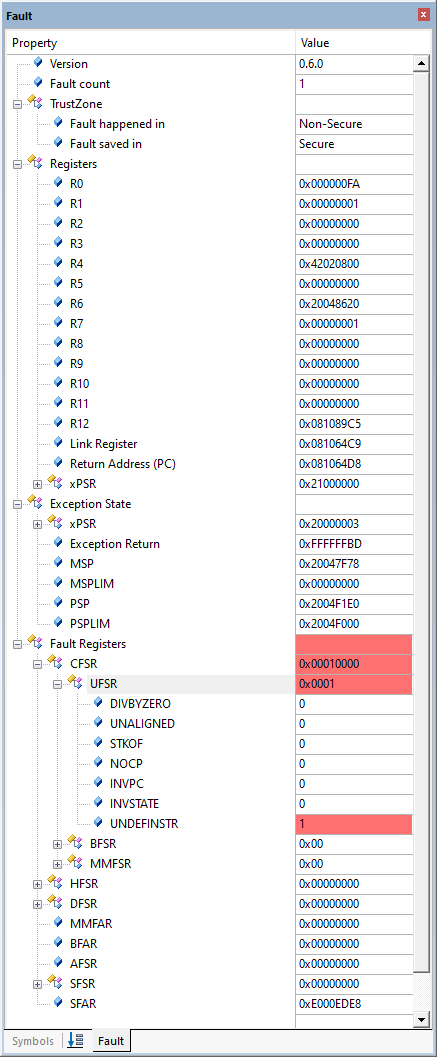 Fault
Property Value
Version 0.6.0
Fault count 1
TrustZone
Fault happened in Non-Secure
Fault saved in Secure
Registers
R0 0x000000FA
R1 0x00000001
R2 0x00000000
R3 0x00000000
R4 0x42020800
R5 0x00000000
R6 0x20048620
R7 0x00000001
R8 0x00000000
R9 0x00000000
R10 0x00000000
R11 0x00000000
R12 0x081089C5
Link Register 0x081064C9
Return Address (PC) 0x081064D8
xPSR 0x21000000
Exception State
xPSR 0x20000003
Exception Return 0xFFFFFFBD
MSP 0x20047F78
MSPLIM 0x00000000
PSP 0x2004F1E0
PSPLIM 0x2004F000
Fault Registers
CFSR 0x00010000
UFSR 0x0001
DIVBYZERO 0
UNALIGNED 0
STKOF 0
NOCP 0
INVPC 0
INVSTATE 0
UNDEFINSTR 1
BFSR 0x00
MMFSR 0x00
HFSR 0x00000000
DFSR 0x00000000
MMFAR 0x00000000
BFAR 0x00000000
AFSR 0x00000000
SFSR 0x00000000
SFAR 0xE000EDE8
Symbols Fault